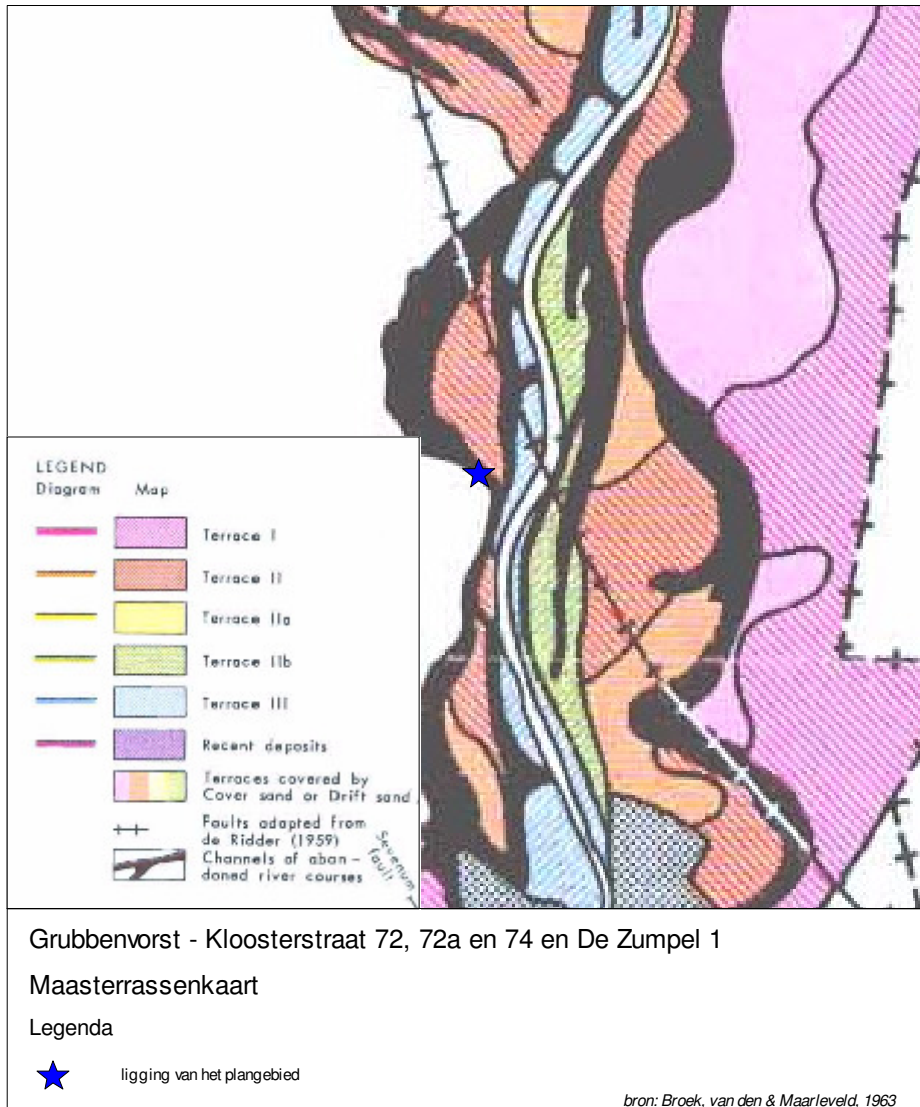 LEGEND
Diagram Map
Terrace I
Terrace II
Terrace IIa
Terrace IIb
Terrace III
Recent deposits
Terraces covered by
Cover sand or Drift sand
Faults adapted from
de Ridder (1959)
Channels of aban-
doned river courses
Sevenum
fault
Grubbenvorst - Kloosterstraat 72, 72a en 74 en De Zumpel 1
Maasterrassenkaart
Legenda
ligging van het plangebied
bron: Broek, van den & Maarleveld, 1963